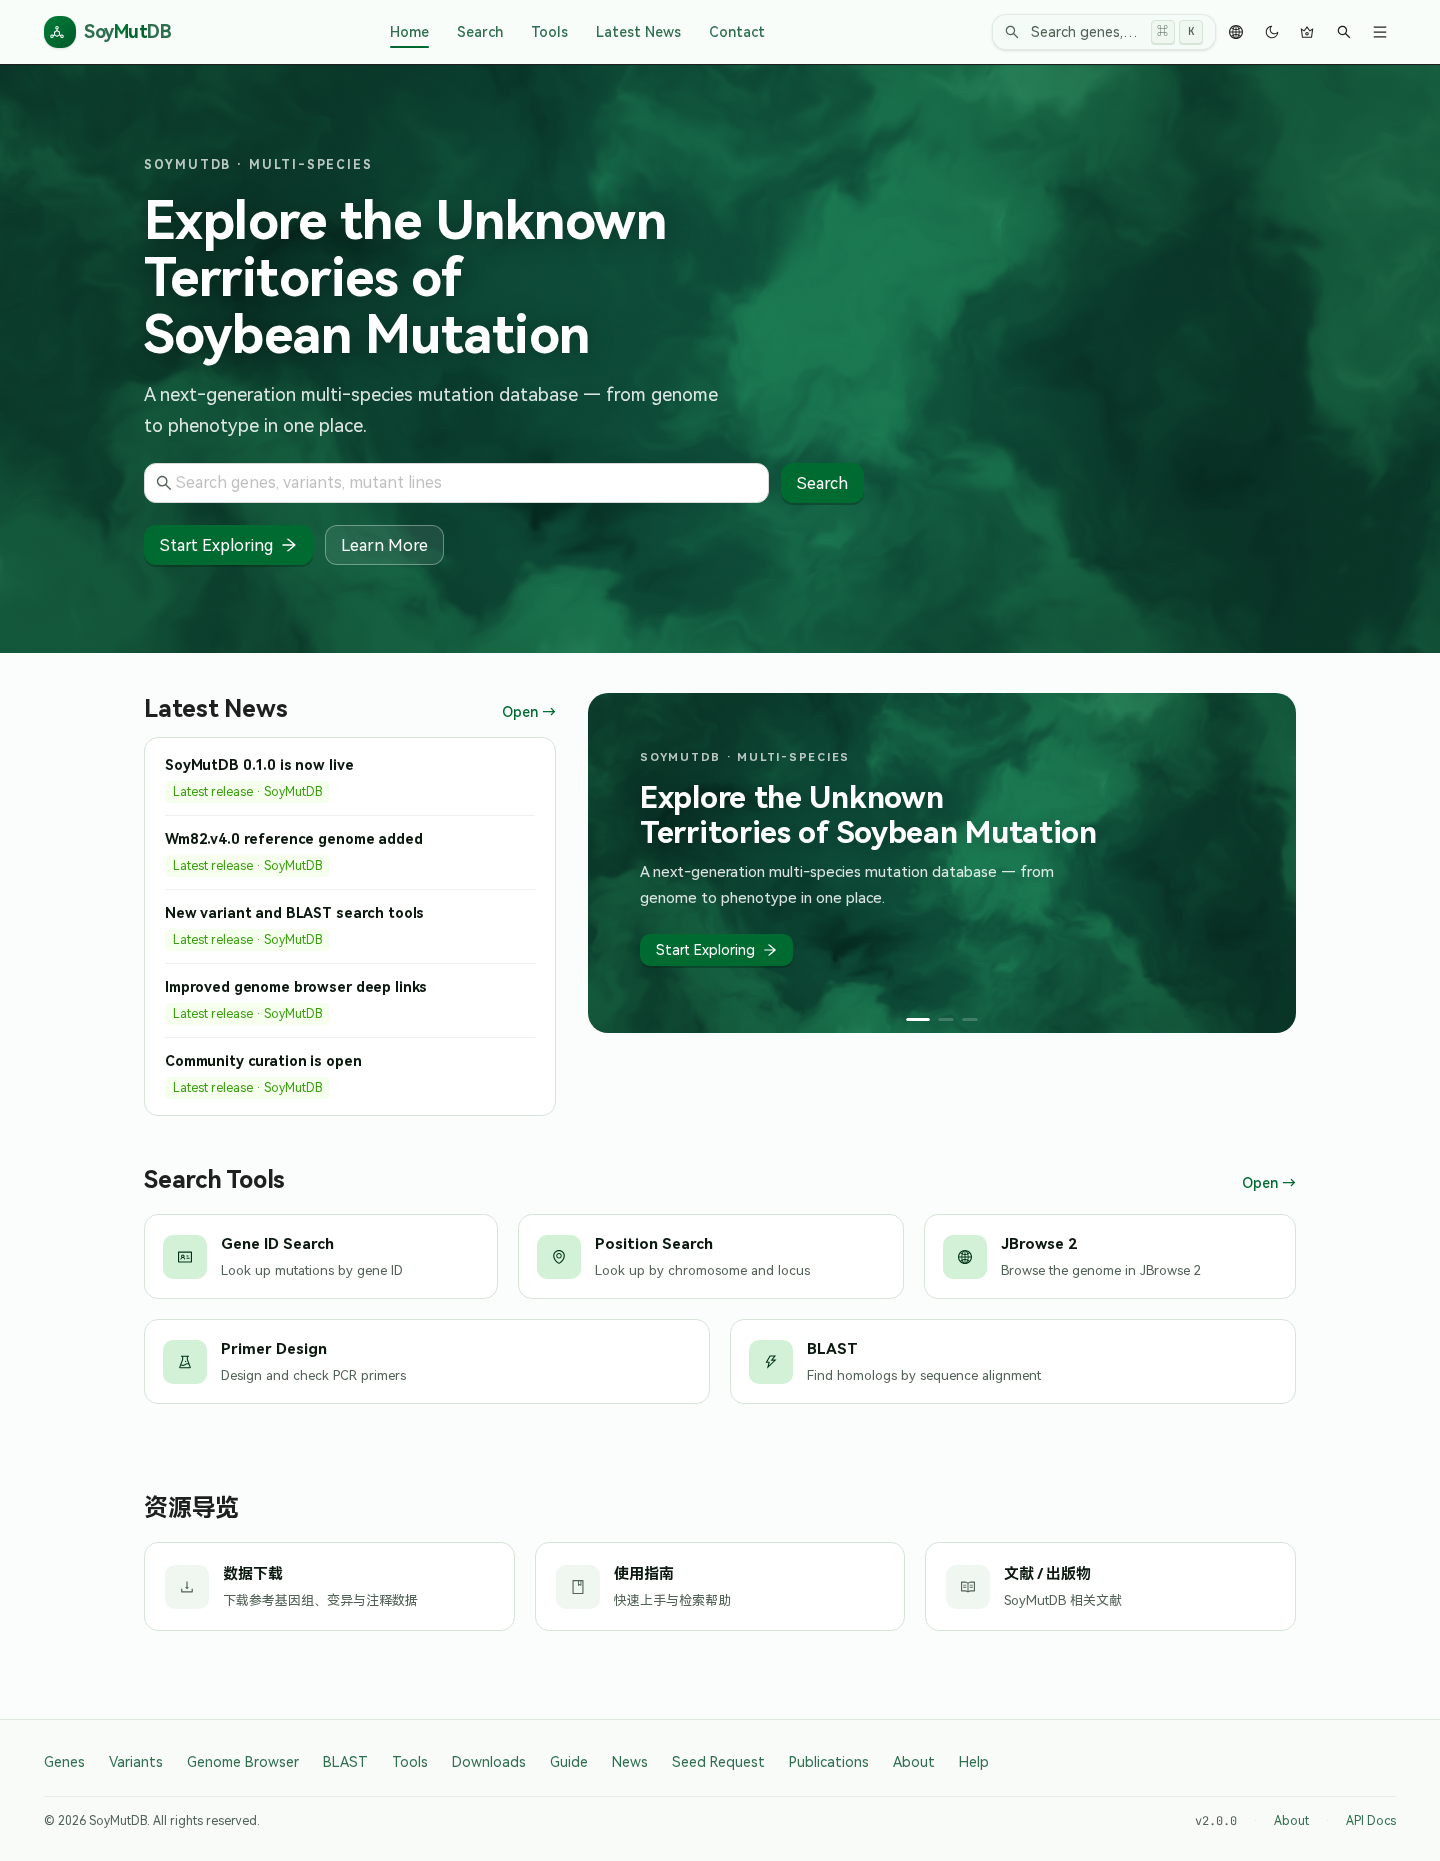 SoyMutDB
Home Search Tools Latest News Contact
Search genes,... ⌘ K
SOYMUTDB · MULTI-SPECIES
Explore the Unknown
Territories of
Soybean Mutation
A next-generation multi-species mutation database — from genome
to phenotype in one place.
Search genes, variants, mutant lines
Search
Start Exploring →
Learn More
Latest News
Open →
SoyMutDB 0.1.0 is now live
Latest release · SoyMutDB
Wm82.v4.0 reference genome added
Latest release · SoyMutDB
New variant and BLAST search tools
Latest release · SoyMutDB
Improved genome browser deep links
Latest release · SoyMutDB
Community curation is open
Latest release · SoyMutDB
SOYMUTDB · MULTI-SPECIES
Explore the Unknown
Territories of Soybean Mutation
A next-generation multi-species mutation database — from
genome to phenotype in one place.
Start Exploring →
Search Tools
Open →
Gene ID Search
Look up mutations by gene ID
Position Search
Look up by chromosome and locus
JBrowse 2
Browse the genome in JBrowse 2
Primer Design
Design and check PCR primers
BLAST
Find homologs by sequence alignment
资源导览
数据下载
下载参考基因组、变异与注释数据
使用指南
快速上手与检索帮助
文献 / 出版物
SoyMutDB 相关文献
Genes Variants Genome Browser BLAST Tools Downloads Guide News Seed Request Publications About Help
© 2026 SoyMutDB. All rights reserved.
v2.0.0 · About · API Docs